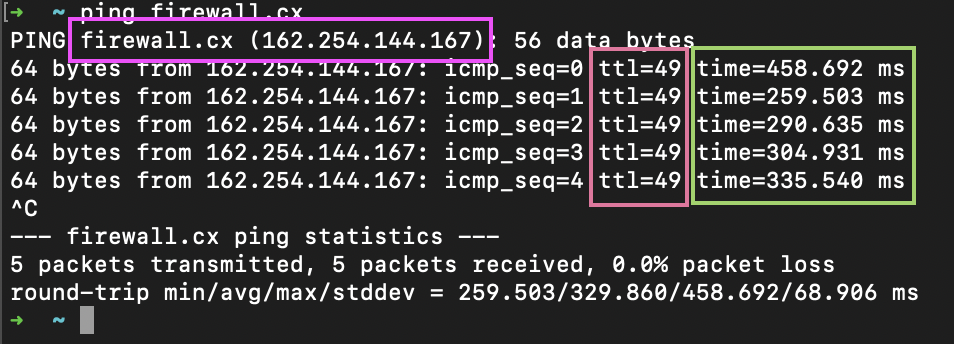 [➜ ~ ping firewall.cx
PING firewall.cx (162.254.144.167): 56 data bytes
64 bytes from 162.254.144.167: icmp_seq=0 ttl=49 time=458.692 ms
64 bytes from 162.254.144.167: icmp_seq=1 ttl=49 time=259.503 ms
64 bytes from 162.254.144.167: icmp_seq=2 ttl=49 time=290.635 ms
64 bytes from 162.254.144.167: icmp_seq=3 ttl=49 time=304.931 ms
64 bytes from 162.254.144.167: icmp_seq=4 ttl=49 time=335.540 ms
^C
--- firewall.cx ping statistics ---
5 packets transmitted, 5 packets received, 0.0% packet loss
round-trip min/avg/max/stddev = 259.503/329.860/458.692/68.906 ms
➜ ~